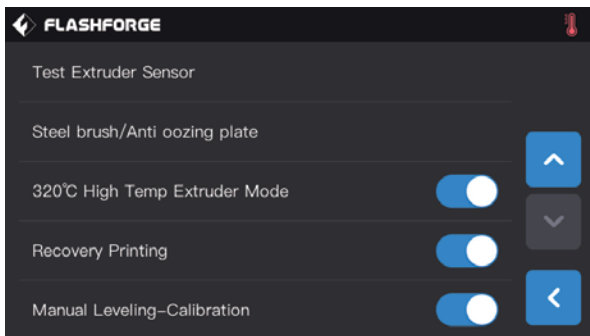 FLASHFORGE
Test Extruder Sensor
Steel brush/Anti oozing plate
320℃ High Temp Extruder Mode
Recovery Printing
Manual Leveling-Calibration